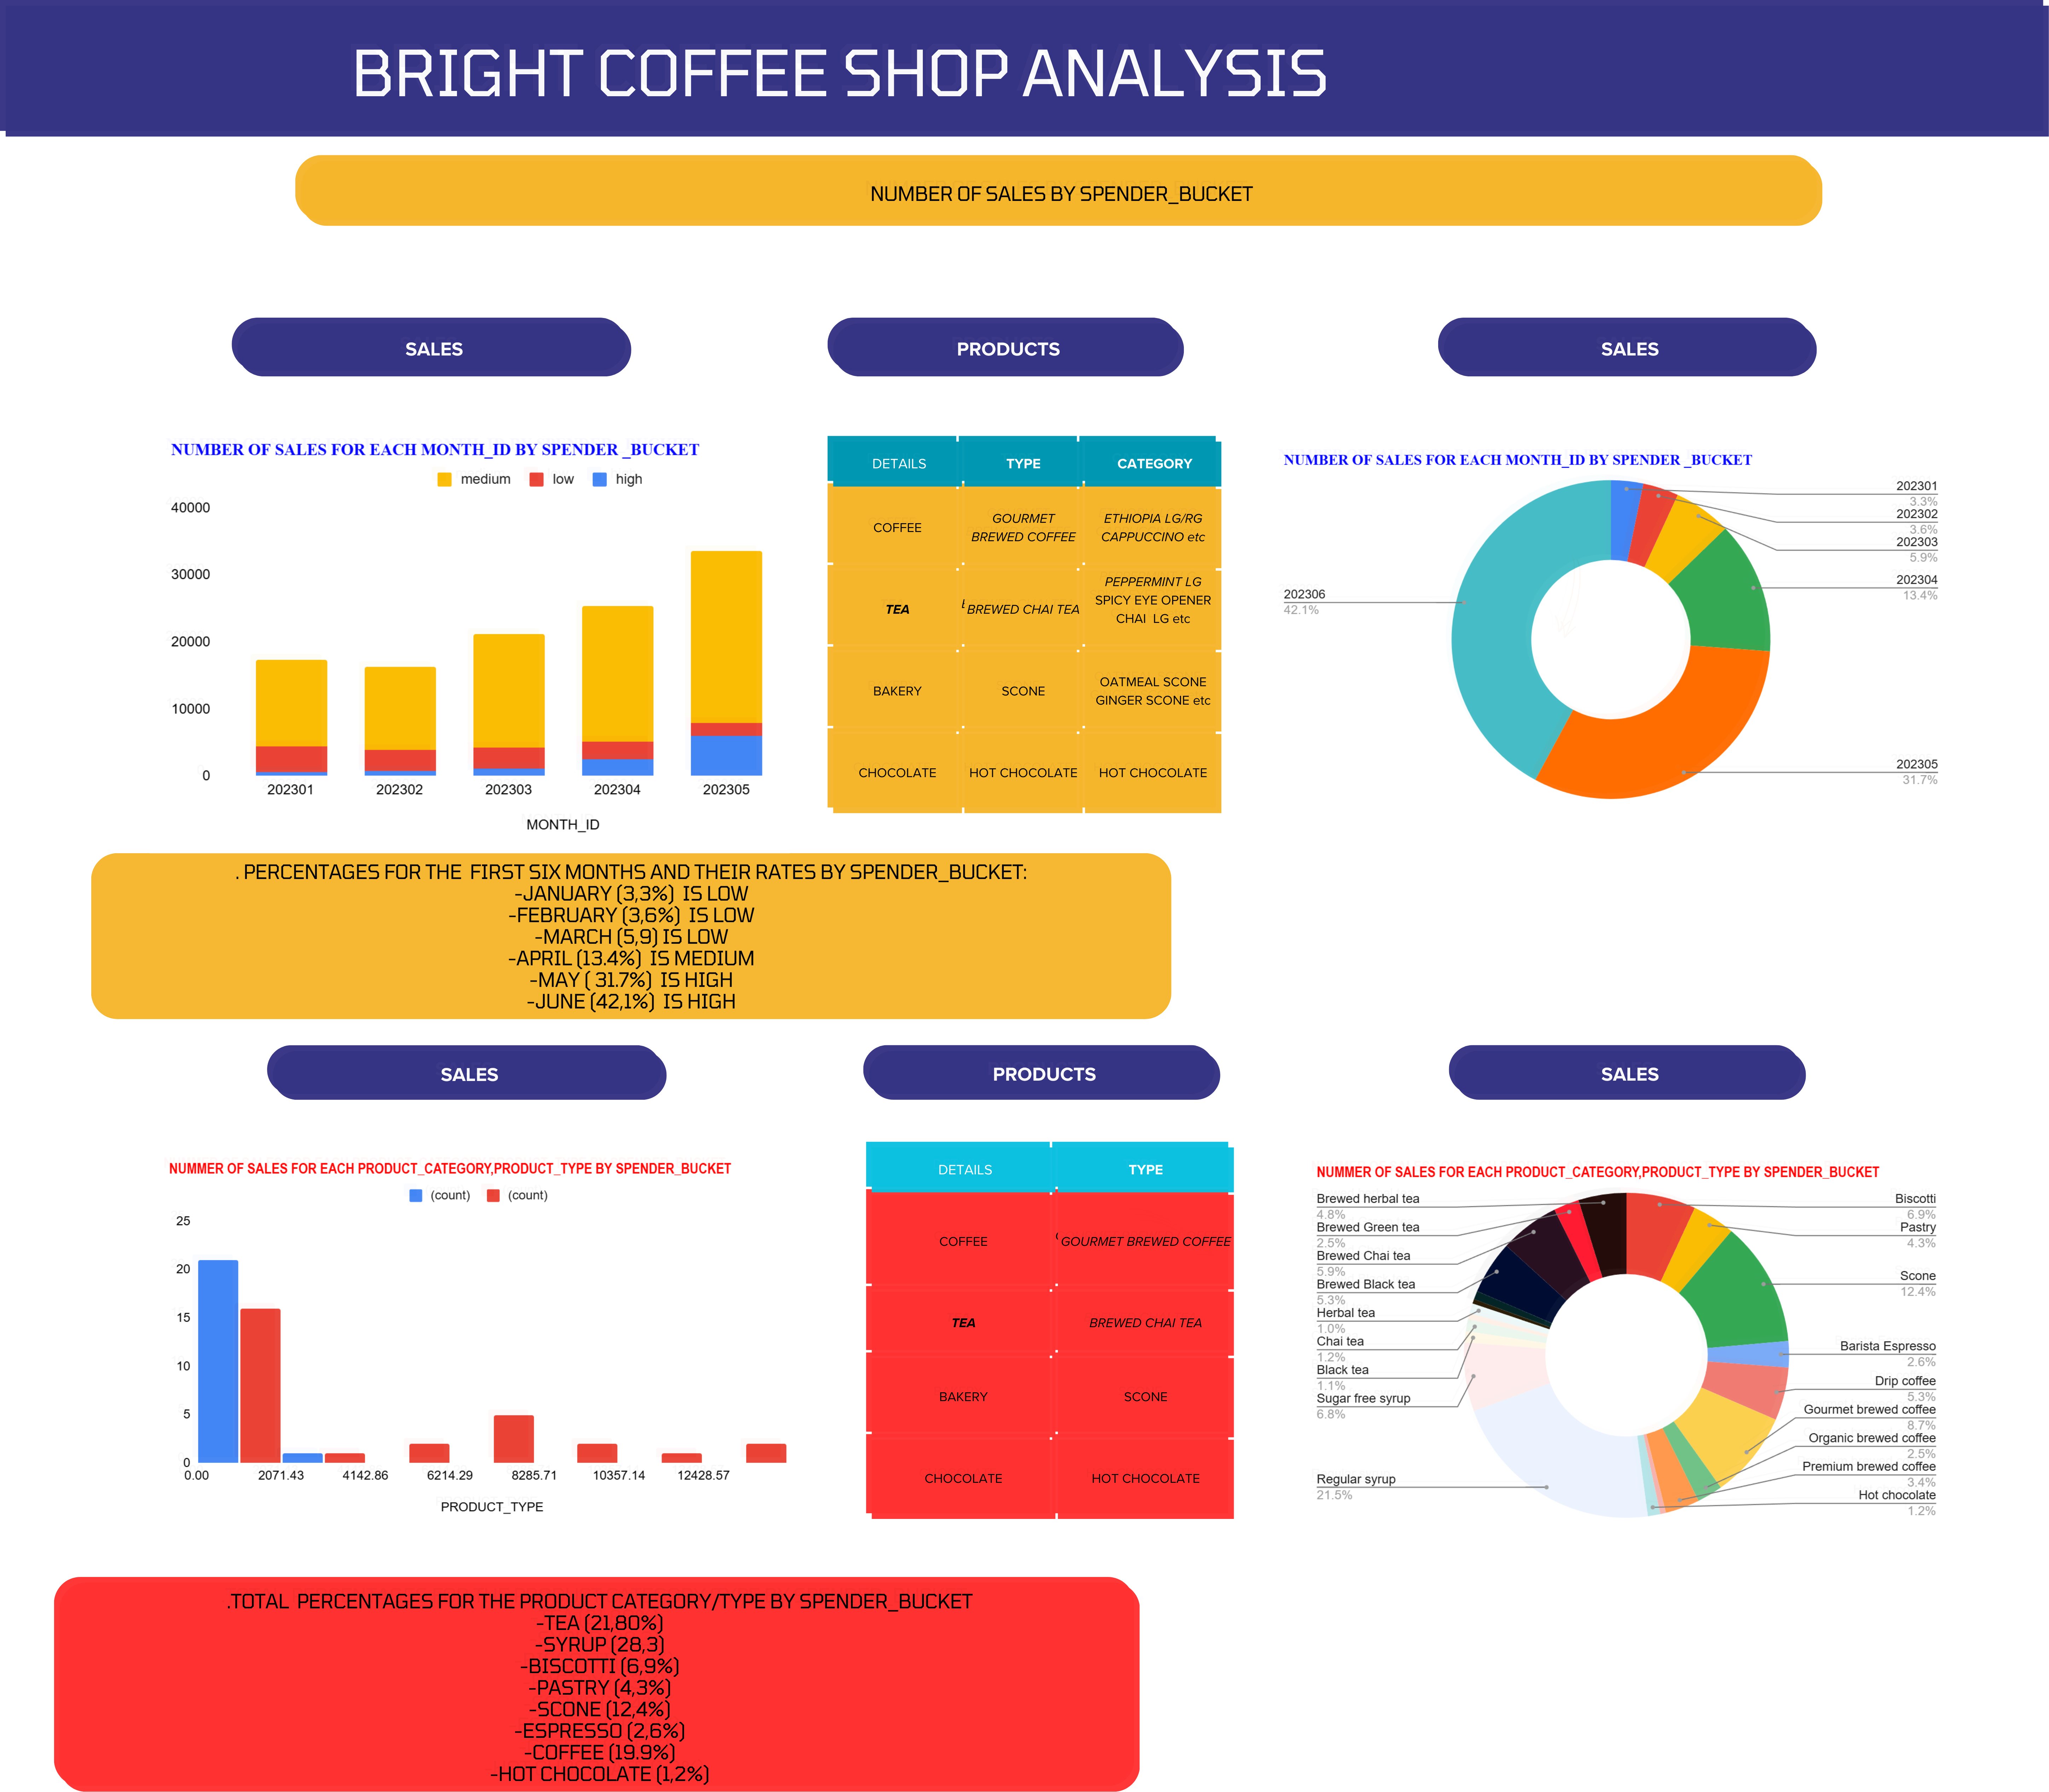 BRIGHT COFFEE SHOP ANALYSIS
NUMBER OF SALES BY SPENDER_BUCKET
SALES
PRODUCTS
SALES
NUMBER OF SALES FOR EACH MONTH_ID BY SPENDER _BUCKET
medium low high
40000
30000
20000
10000
0
202301 202302 202303 202304 202305
MONTH_ID
DETAILS TYPE CATEGORY
COFFEE
GOURMET
BREWED COFFEE
ETHIOPIA LG/RG
CAPPUCCINO etc
TEA
BREWED CHAI TEA
PEPPERMINT LG
SPICY EYE OPENER
CHAI LG etc
BAKERY
SCONE
OATMEAL SCONE
GINGER SCONE etc
CHOCOLATE
HOT CHOCOLATE
HOT CHOCOLATE
NUMBER OF SALES FOR EACH MONTH_ID BY SPENDER _BUCKET
202301
3.3%
202302
3.6%
202303
5.9%
202304
13.4%
202306
42.1%
202305
31.7%
. PERCENTAGES FOR THE FIRST SIX MONTHS AND THEIR RATES BY SPENDER_BUCKET:
-JANUARY (3,3%) IS LOW
-FEBRUARY (3,6%) IS LOW
-MARCH (5,9) IS LOW
-APRIL (13.4%) IS MEDIUM
-MAY ( 31.7%) IS HIGH
-JUNE (42,1%) IS HIGH
SALES
PRODUCTS
SALES
NUMMER OF SALES FOR EACH PRODUCT_CATEGORY,PRODUCT_TYPE BY SPENDER_BUCKET
(count) (count)
25
20
15
10
5
0
0.00 2071.43 4142.86 6214.29 8285.71 10357.14 12428.57
PRODUCT_TYPE
DETAILS TYPE
COFFEE GOURMET BREWED COFFEE
TEA BREWED CHAI TEA
BAKERY SCONE
CHOCOLATE HOT CHOCOLATE
NUMMER OF SALES FOR EACH PRODUCT_CATEGORY,PRODUCT_TYPE BY SPENDER_BUCKET
Brewed herbal tea
4.8%
Brewed Green tea
2.5%
Brewed Chai tea
5.9%
Brewed Black tea
5.3%
Herbal tea
1.0%
Chai tea
1.2%
Black tea
1.1%
Sugar free syrup
6.8%
Regular syrup
21.5%
Biscotti
6.9%
Pastry
4.3%
Scone
12.4%
Barista Espresso
2.6%
Drip coffee
5.3%
Gourmet brewed coffee
8.7%
Organic brewed coffee
2.5%
Premium brewed coffee
3.4%
Hot chocolate
1.2%
.TOTAL PERCENTAGES FOR THE PRODUCT CATEGORY/TYPE BY SPENDER_BUCKET
-TEA (21,80%)
-SYRUP (28,3)
-BISCOTTI (6,9%)
-PASTRY (4,3%)
-SCONE (12,4%)
-ESPRESSO (2,6%)
-COFFEE (19.9%)
-HOT CHOCOLATE (1,2%)